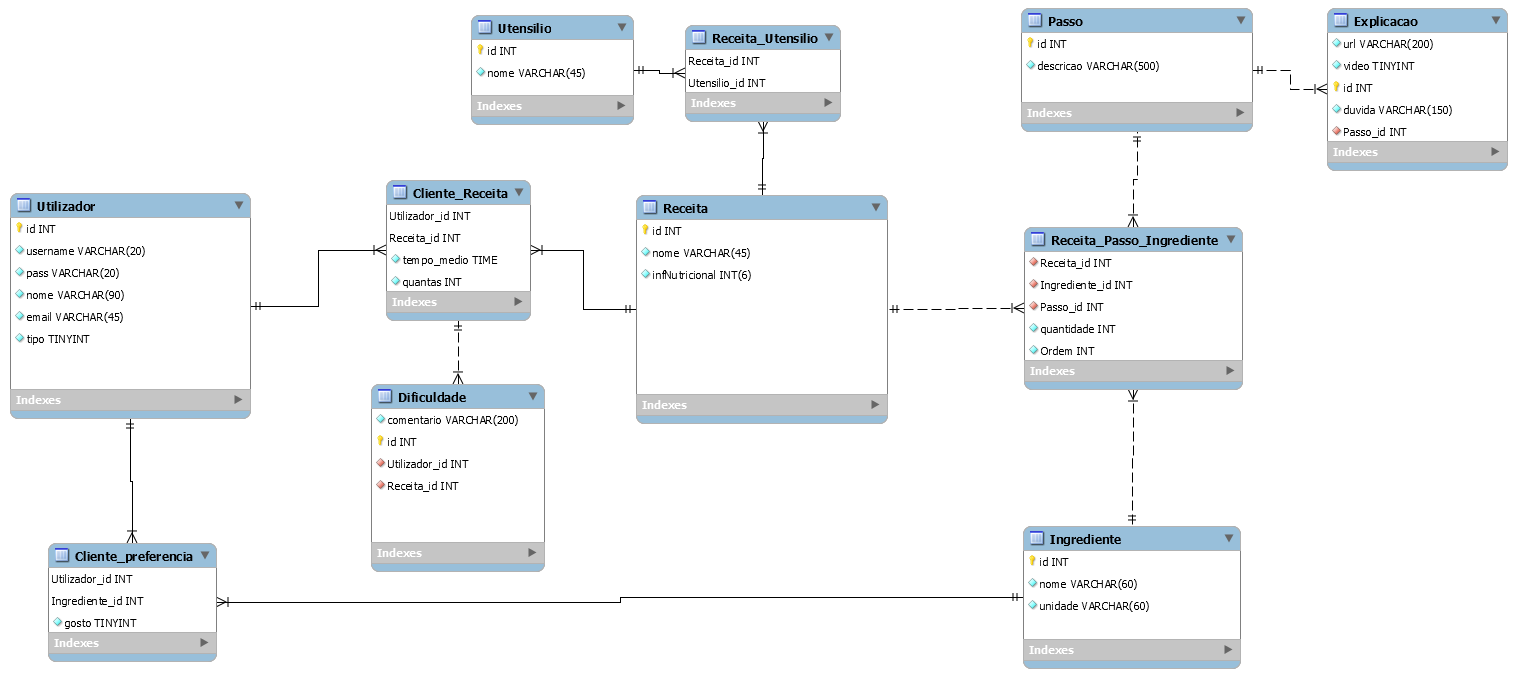 Utensilio
id INT
nome VARCHAR(45)
Indexes
Receita_Utensilio
Receita_id INT
Utensilio_id INT
Indexes
Passo
id INT
descricao VARCHAR(500)
Indexes
Explicacao
url VARCHAR(200)
video TINYINT
id INT
duvida VARCHAR(150)
Passo_id INT
Indexes
Utilizador
id INT
username VARCHAR(20)
pass VARCHAR(20)
nome VARCHAR(90)
email VARCHAR(45)
tipo TINYINT
Indexes
Cliente_Receita
Utilizador_id INT
Receita_id INT
tempo_medio TIME
quantas INT
Indexes
Receita
id INT
nome VARCHAR(45)
infNutricional INT(6)
Indexes
Receita_Passo_Ingrediente
Receita_id INT
Ingrediente_id INT
Passo_id INT
quantidade INT
Ordem INT
Indexes
Dificuldade
comentario VARCHAR(200)
id INT
Utilizador_id INT
Receita_id INT
Indexes
Cliente_preferencia
Utilizador_id INT
Ingrediente_id INT
gosto TINYINT
Indexes
Ingrediente
id INT
nome VARCHAR(60)
unidade VARCHAR(60)
Indexes